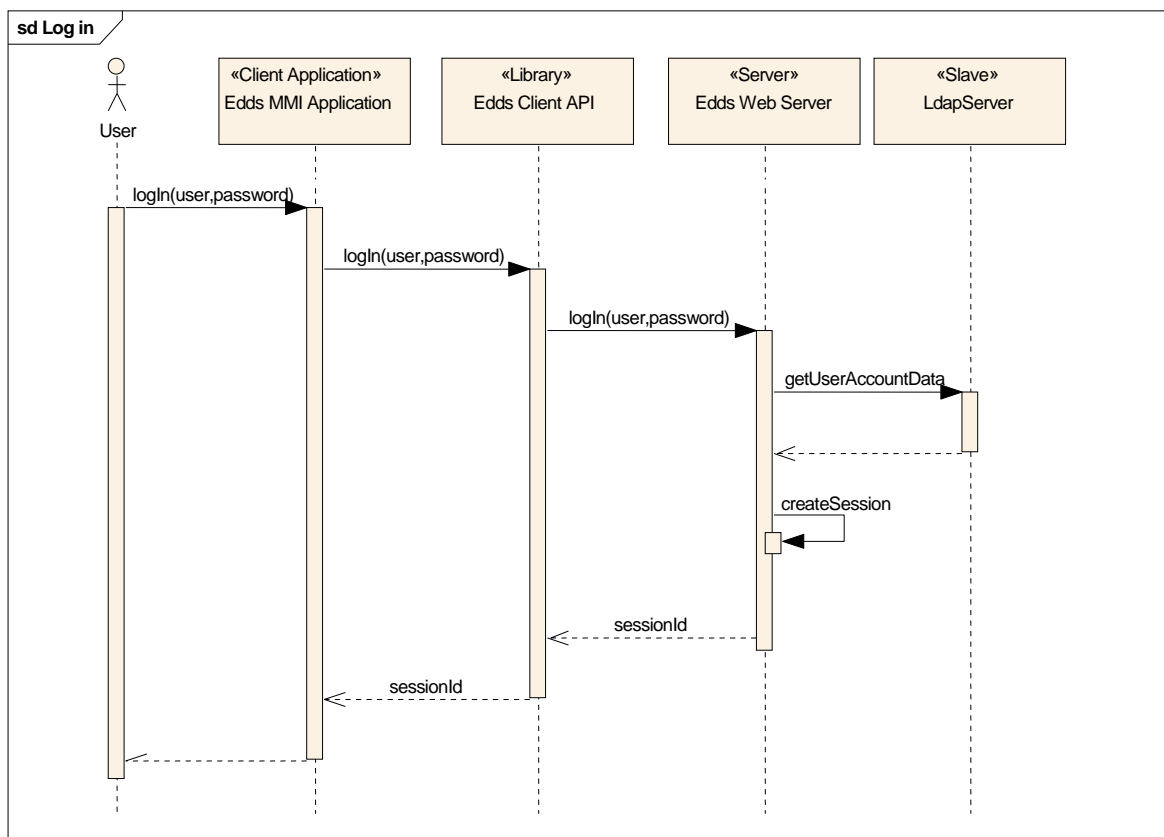 sd Log in
«Client Application»
Edds MMI Application
«Library»
Edds Client API
«Server»
Edds Web Server
«Slave»
LdapServer
User
logIn(user,password)
logIn(user,password)
logIn(user,password)
getUserAccountData
createSession
sessionId
sessionId